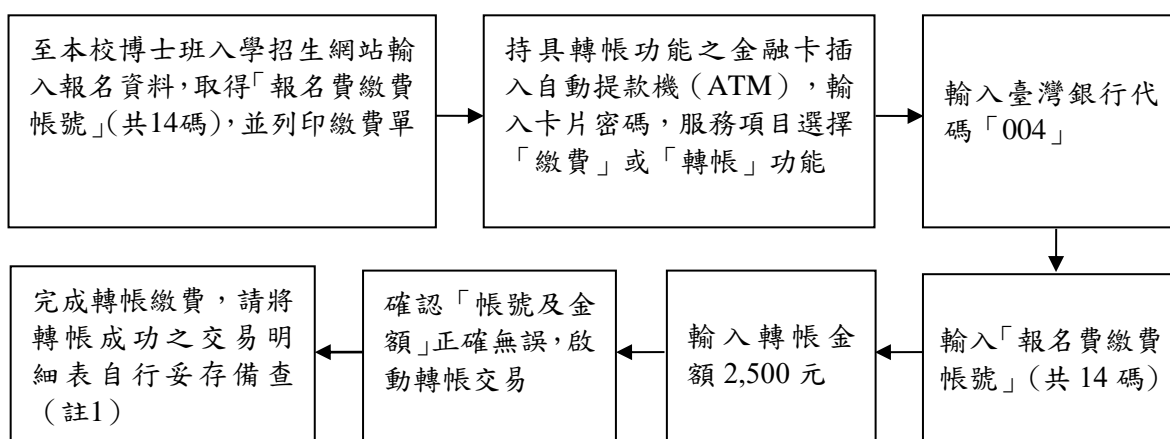 至本校博士班入學招生網站輸
入報名資料,取得「報名費繳費
帳號」(共14碼),並列印繳費單
持具轉帳功能之金融卡插
入自動提款機(ATM),輸
入卡片密碼,服務項目選擇
「繳費」或「轉帳」功能
輸入臺灣銀行代
碼「004」
輸入「報名費繳費
帳號」(共 14 碼)
輸入轉帳金
額 2,500 元
確認「帳號及金
額」正確無誤,啟
動轉帳交易
完成轉帳繳費,請將
轉帳成功之交易明
細表自行妥存備查
(註1)